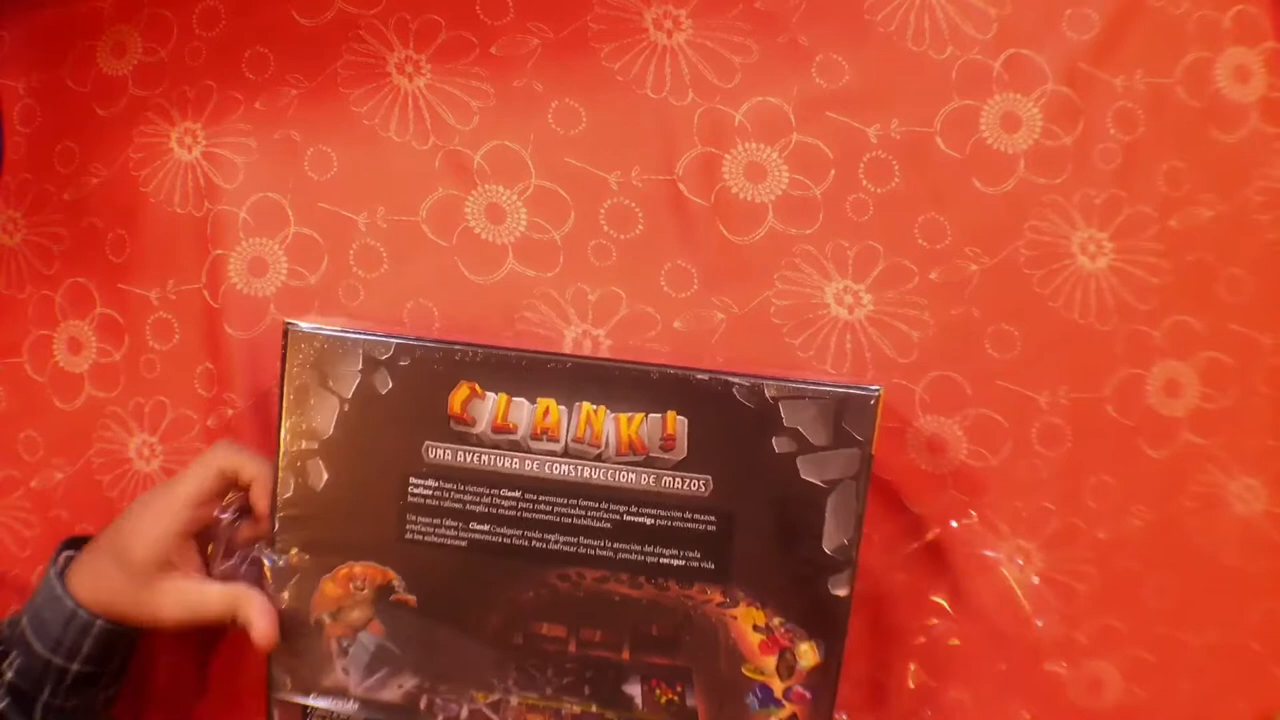 CLANK!
UNA AVENTURA DE CONSTRUCCIÓN DE MAZOS
Desvalija hasta la victoria en Clank!, una aventura en forma de juego de construcción de mazos.
Cuélate en la Fortaleza del Dragón para robar preciados artefactos. Investiga para encontrar un
botín más valioso. Amplía tu mazo e incrementa tus habilidades.
Un paso en falso y... Clank! Cualquier ruido negligente llamará la atención del dragón y cada
artefacto robado incrementará su furia. Para disfrutar de tu botín, ¡tendrás que escapar con vida
de los subterráneos!
Contenido